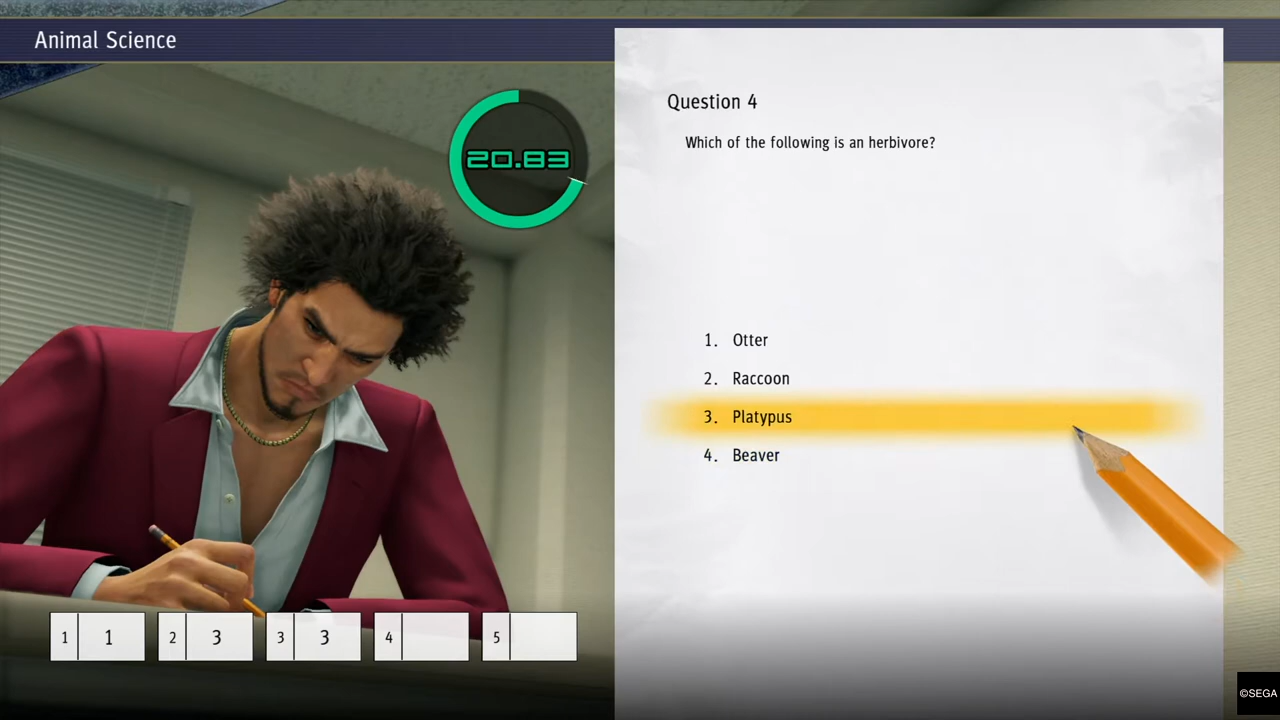 Animal Science
20.83
Question 4
Which of the following is an herbivore?
1. Otter
2. Raccoon
3. Platypus
4. Beaver
1 1 2 3 3 3 4 5
©SEGA